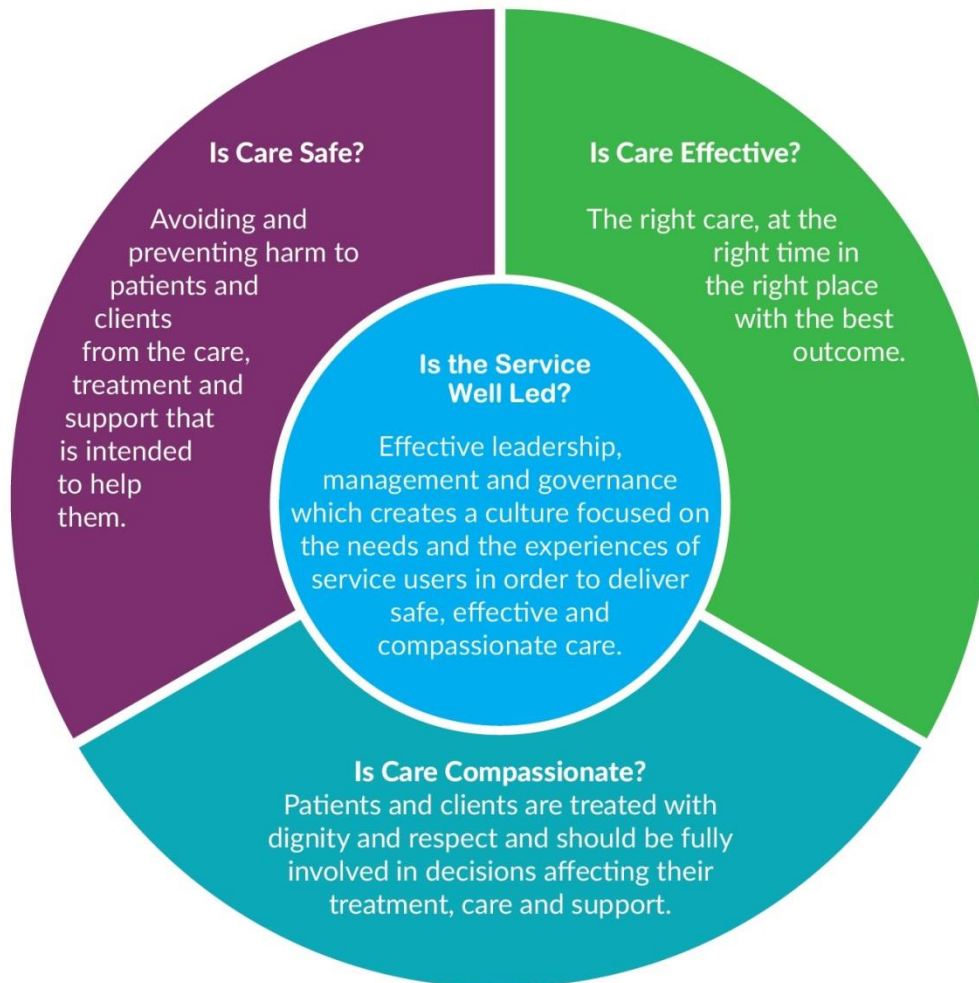 Is Care Safe?
Avoiding and
preventing harm to
patients and
clients
from the care,
treatment and
support that
is intended
to help
them.
Is Care Effective?
The right care, at the
right time in
the right place
with the best
outcome.
Is the Service
Well Led?
Effective leadership,
management and governance
which creates a culture focused on
the needs and the experiences of
service users in order to deliver
safe, effective and
compassionate care.
Is Care Compassionate?
Patients and clients are treated with
dignity and respect and should be fully
involved in decisions affecting their
treatment, care and support.